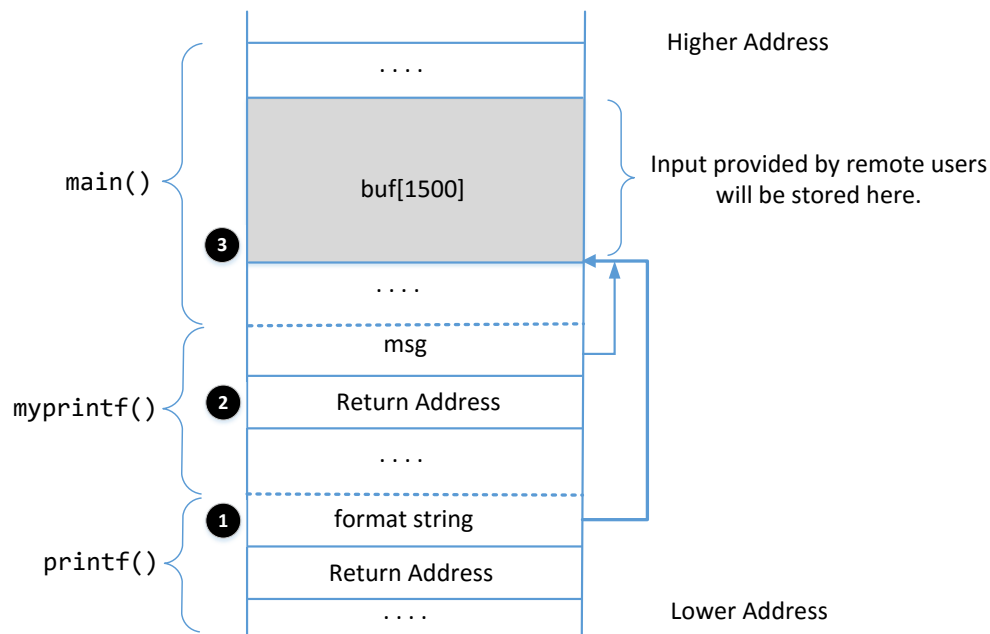 Higher Address
. . . .
main()
buf[1500]
Input provided by remote users
will be stored here.
3
. . . .
msg
myprintf()
2
Return Address
. . . .
1
format string
printf()
Return Address
. . . .
Lower Address